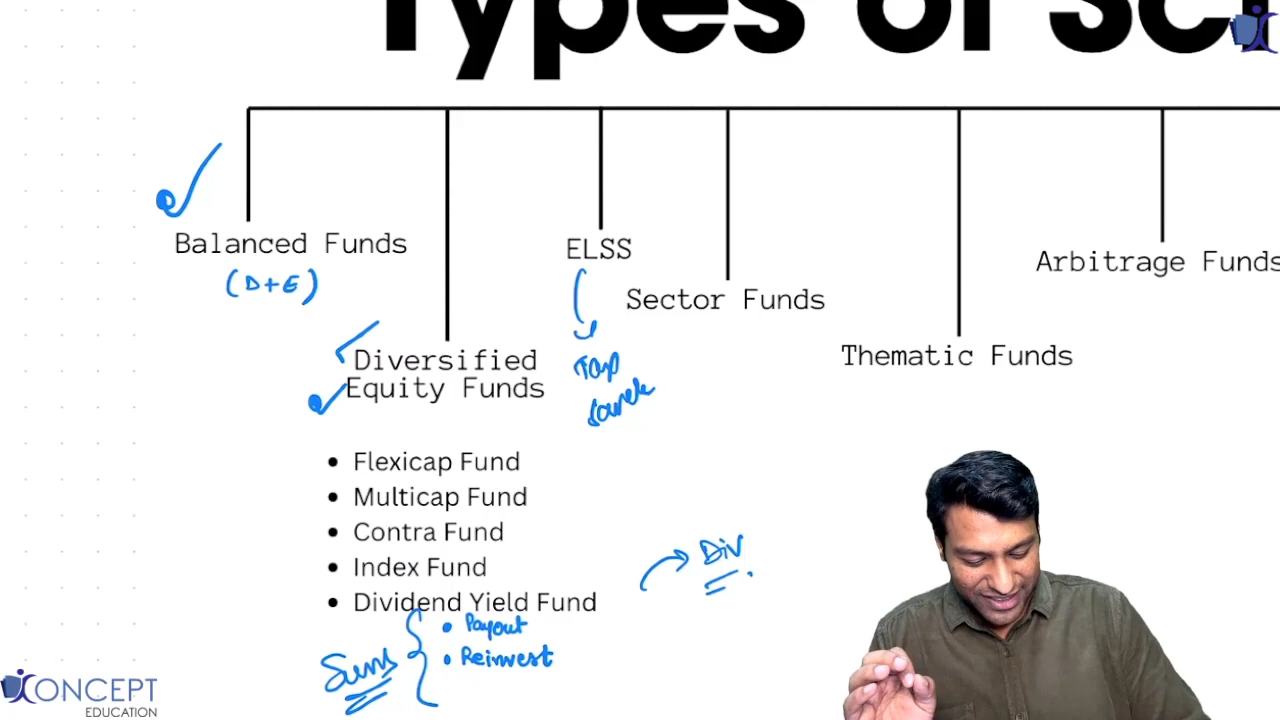 Types of Sc
Balanced Funds
(D+E)
Diversified
Equity Funds
Flexicap Fund
Multicap Fund
Contra Fund
Index Fund
Dividend Yield Fund
Payout
Reinvest
Sums
ELSS
Tax
Sector Funds
Div
Thematic Funds
Arbitrage Funds
CONCEPT
EDUCATION